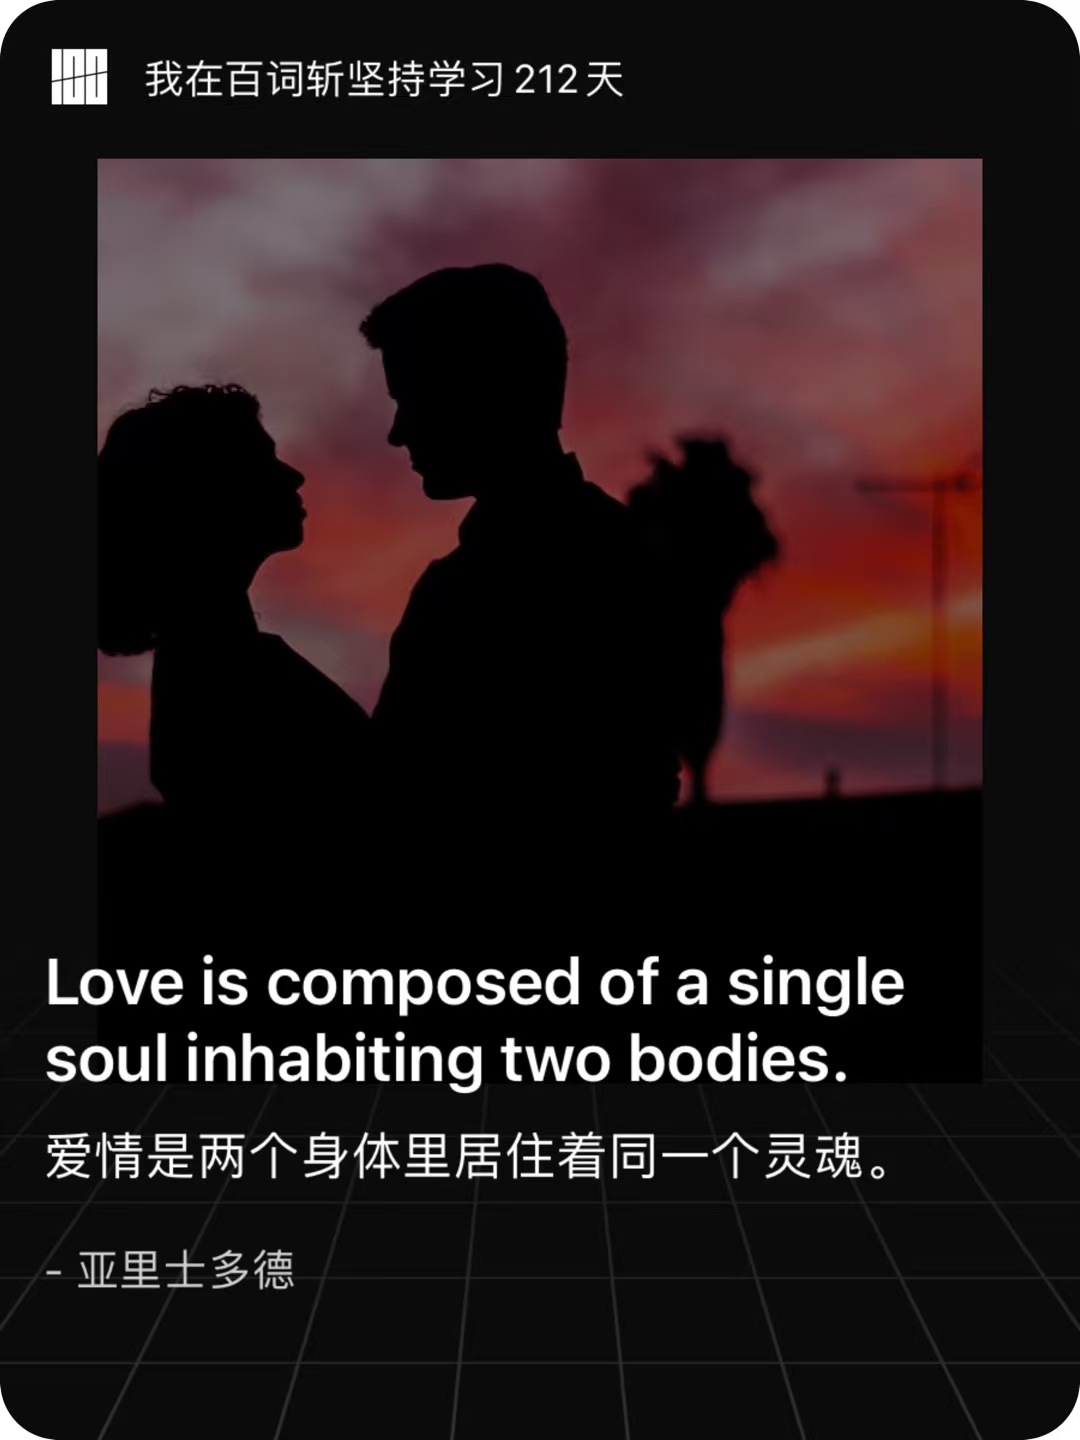 100
我在百词斩坚持学习 212 天
Love is composed of a single
soul inhabiting two bodies.
爱情是两个身体里居住着同一个灵魂。
- 亚里士多德